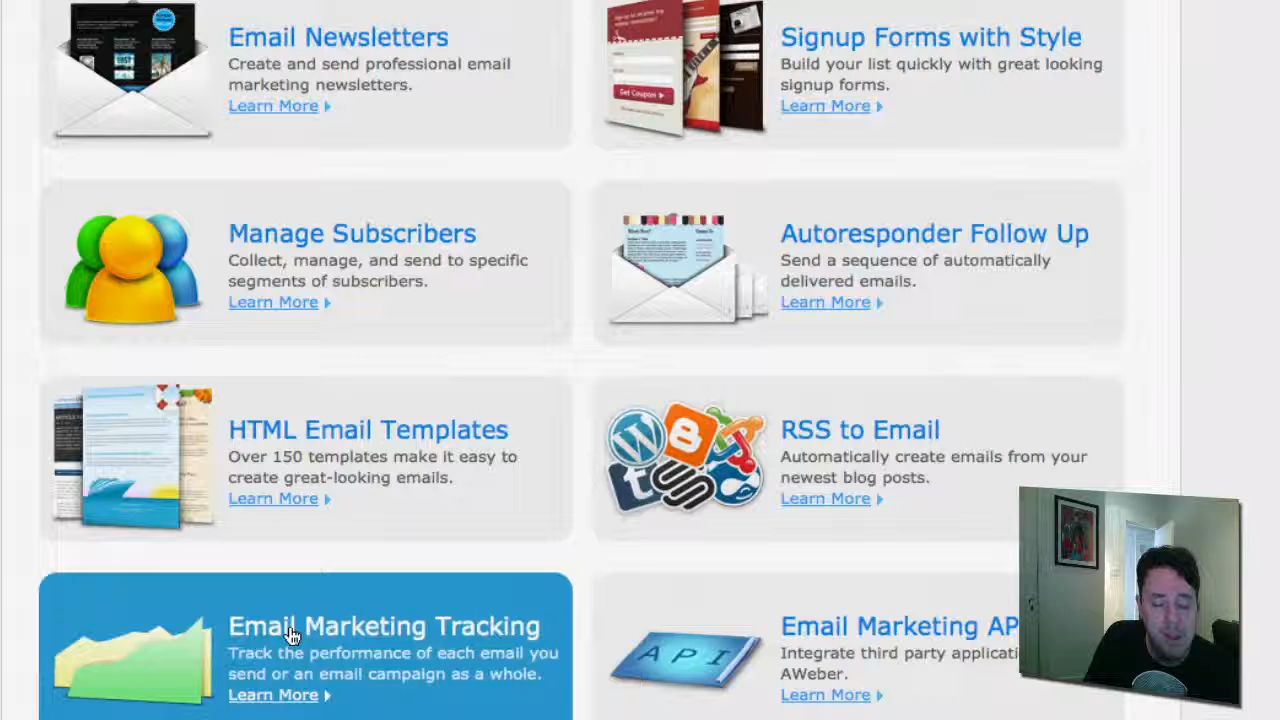 Email Newsletters
Create and send professional email
marketing newsletters.
Learn More
Signup Forms with Style
Build your list quickly with great looking
signup forms.
Learn More
Get Coupon
Manage Subscribers
Collect, manage, and send to specific
segments of subscribers.
Learn More
Autoresponder Follow Up
Send a sequence of automatically
delivered emails.
Learn More
HTML Email Templates
Over 150 templates make it easy to
create great-looking emails.
Learn More
RSS to Email
Automatically create emails from your
newest blog posts.
Learn More
Email Marketing Tracking
Track the performance of each email you
send or an email campaign as a whole.
Learn More
API
Email Marketing AP
Integrate third party applicati
AWeber.
Learn More